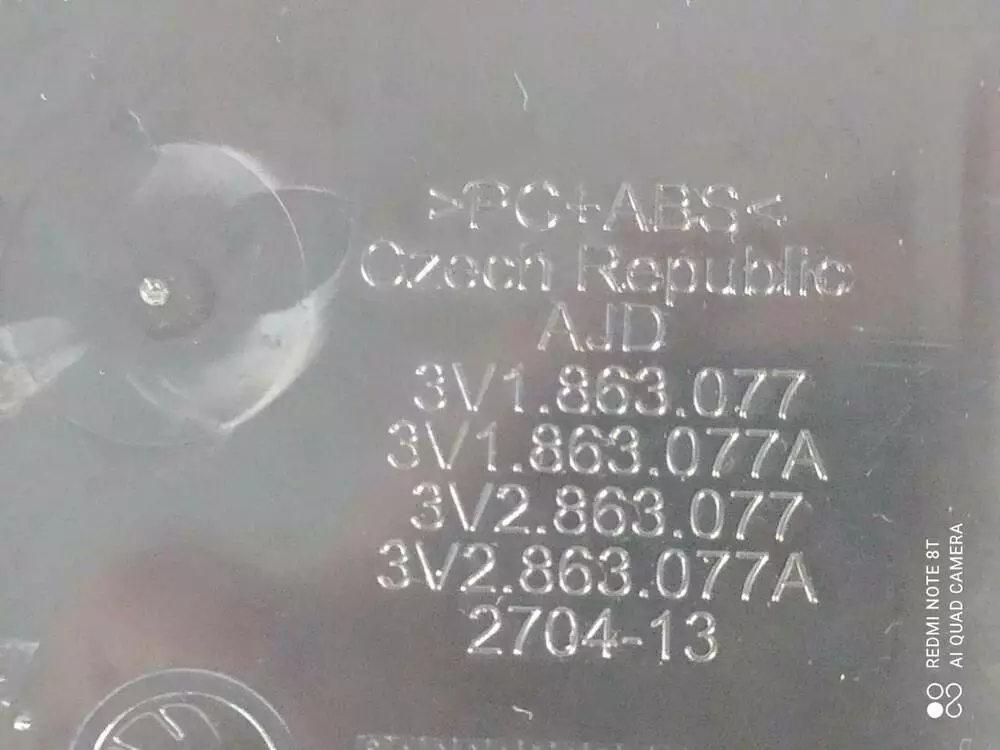 >PC+ABS<
Czech Republic
AJD
3V1.863.077
3V1.863.077A
3V2.863.077
3V2.863.077A
2704-13
REDMI NOTE 8T
AI QUAD CAMERA